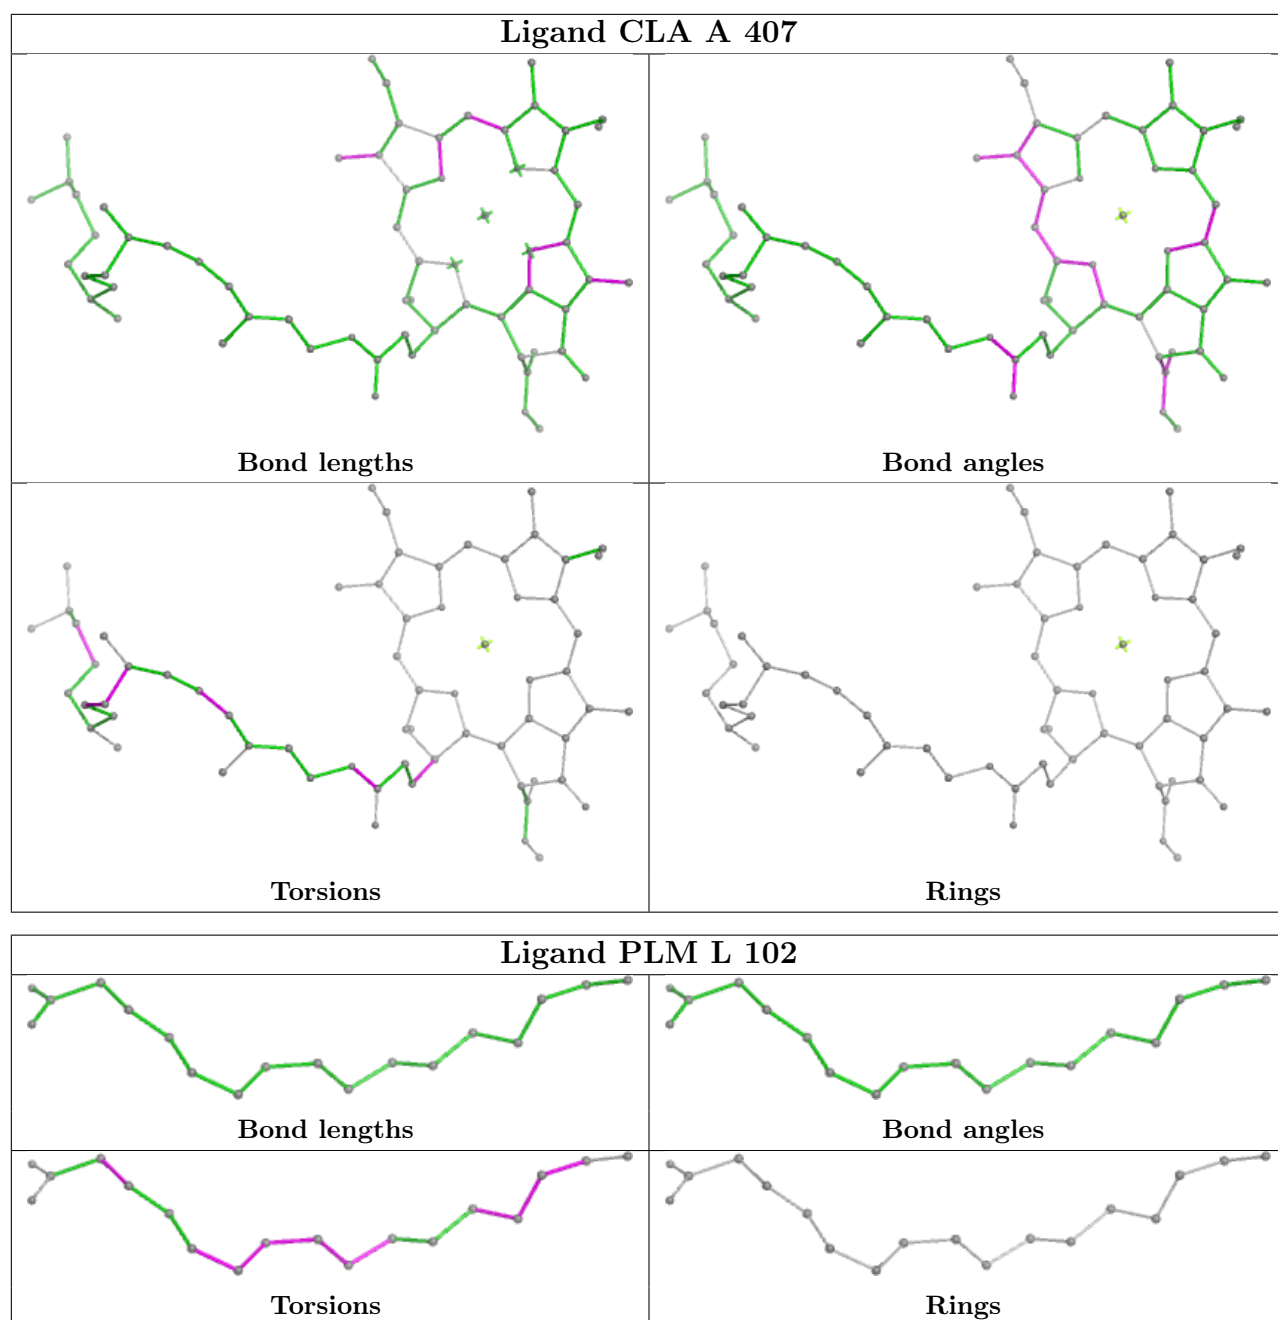 Ligand CLA A 407
Bond lengths
Bond angles
Torsions
Rings
Ligand PLM L 102
Bond lengths
Bond angles
Torsions
Rings